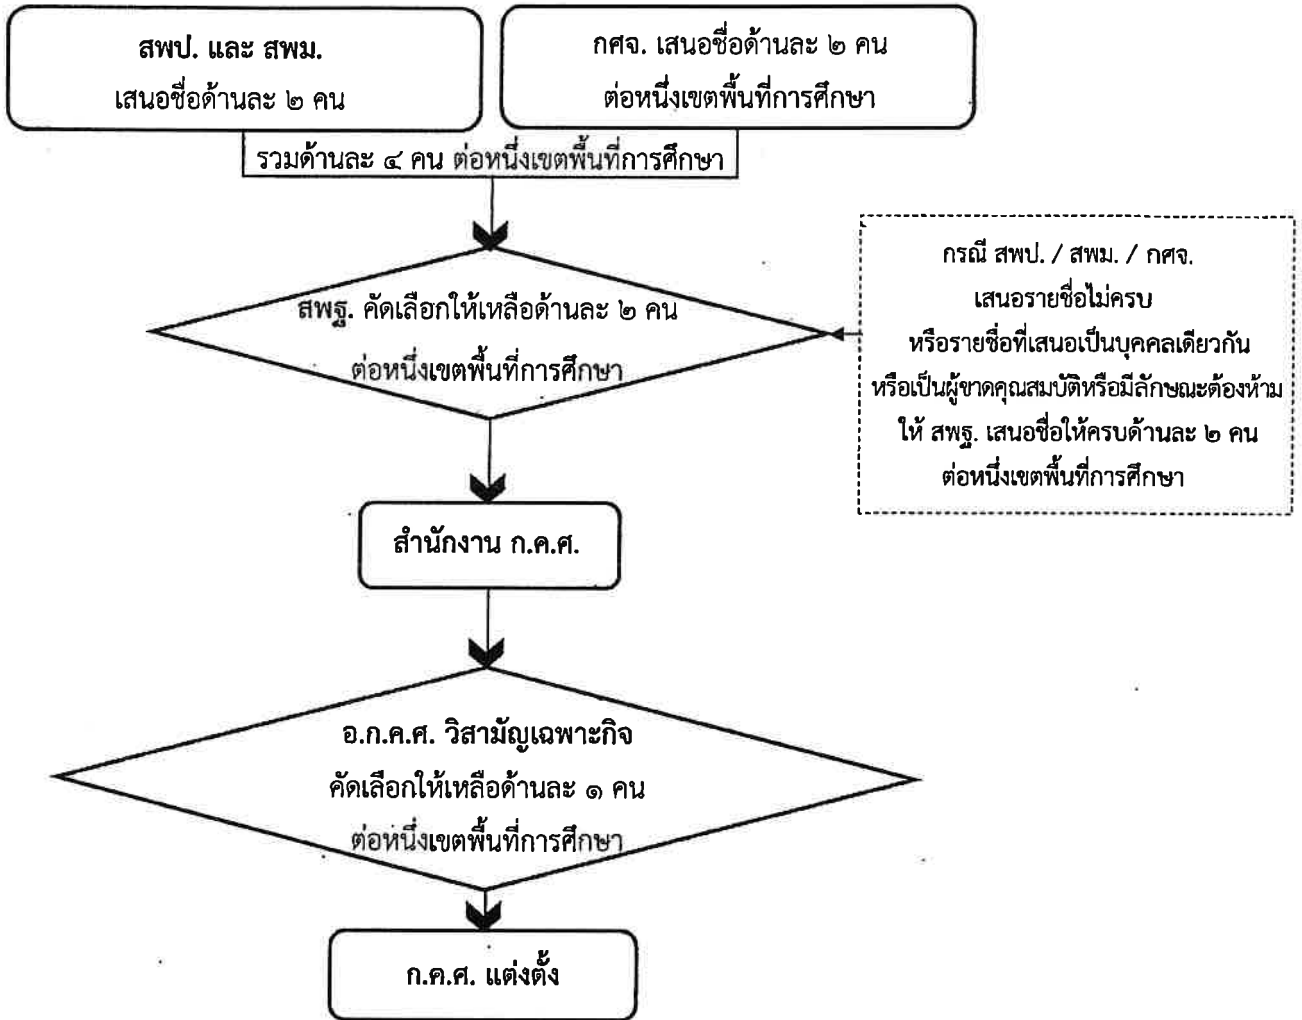 สพป. และ สพม.
เสนอชื่อด้านละ ๒ คน
กศจ. เสนอชื่อด้านละ ๒ คน
ต่อหนึ่งเขตพื้นที่การศึกษา
รวมด้านละ ๔ คน ต่อหนึ่งเขตพื้นที่การศึกษา
สพฐ. คัดเลือกให้เหลือด้านละ ๒ คน
ต่อหนึ่งเขตพื้นที่การศึกษา
กรณี สพป. / สพม. / กศจ.
เสนอรายชื่อไม่ครบ
หรือรายชื่อที่เสนอเป็นบุคคลเดียวกัน
หรือเป็นผู้ขาดคุณสมบัติหรือมีลักษณะต้องห้าม
ให้ สพฐ. เสนอชื่อให้ครบด้านละ ๒ คน
ต่อหนึ่งเขตพื้นที่การศึกษา
สำนักงาน ก.ค.ศ.
อ.ก.ค.ศ. วิสามัญเฉพาะกิจ
คัดเลือกให้เหลือด้านละ ๑ คน
ต่อหนึ่งเขตพื้นที่การศึกษา
ก.ค.ศ. แต่งตั้ง